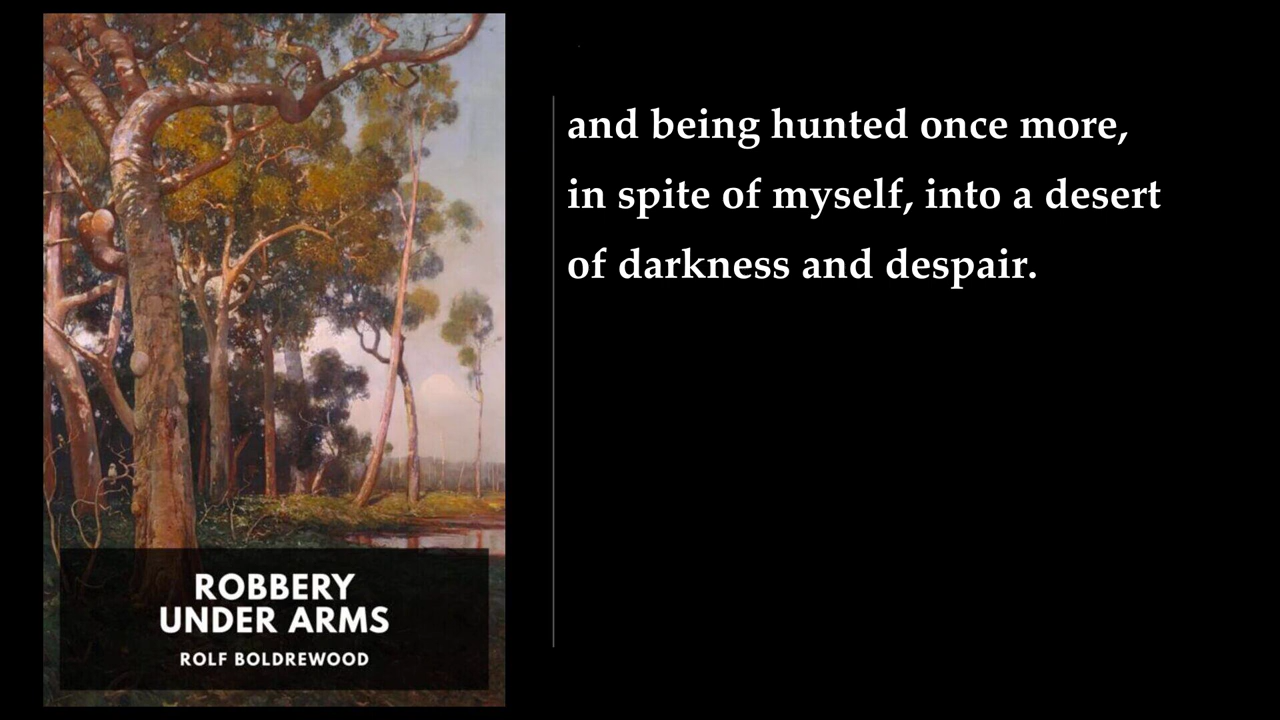 and being hunted once more,
in spite of myself, into a desert
of darkness and despair.
ROBBERY
UNDER ARMS
ROLF BOLDREWOOD